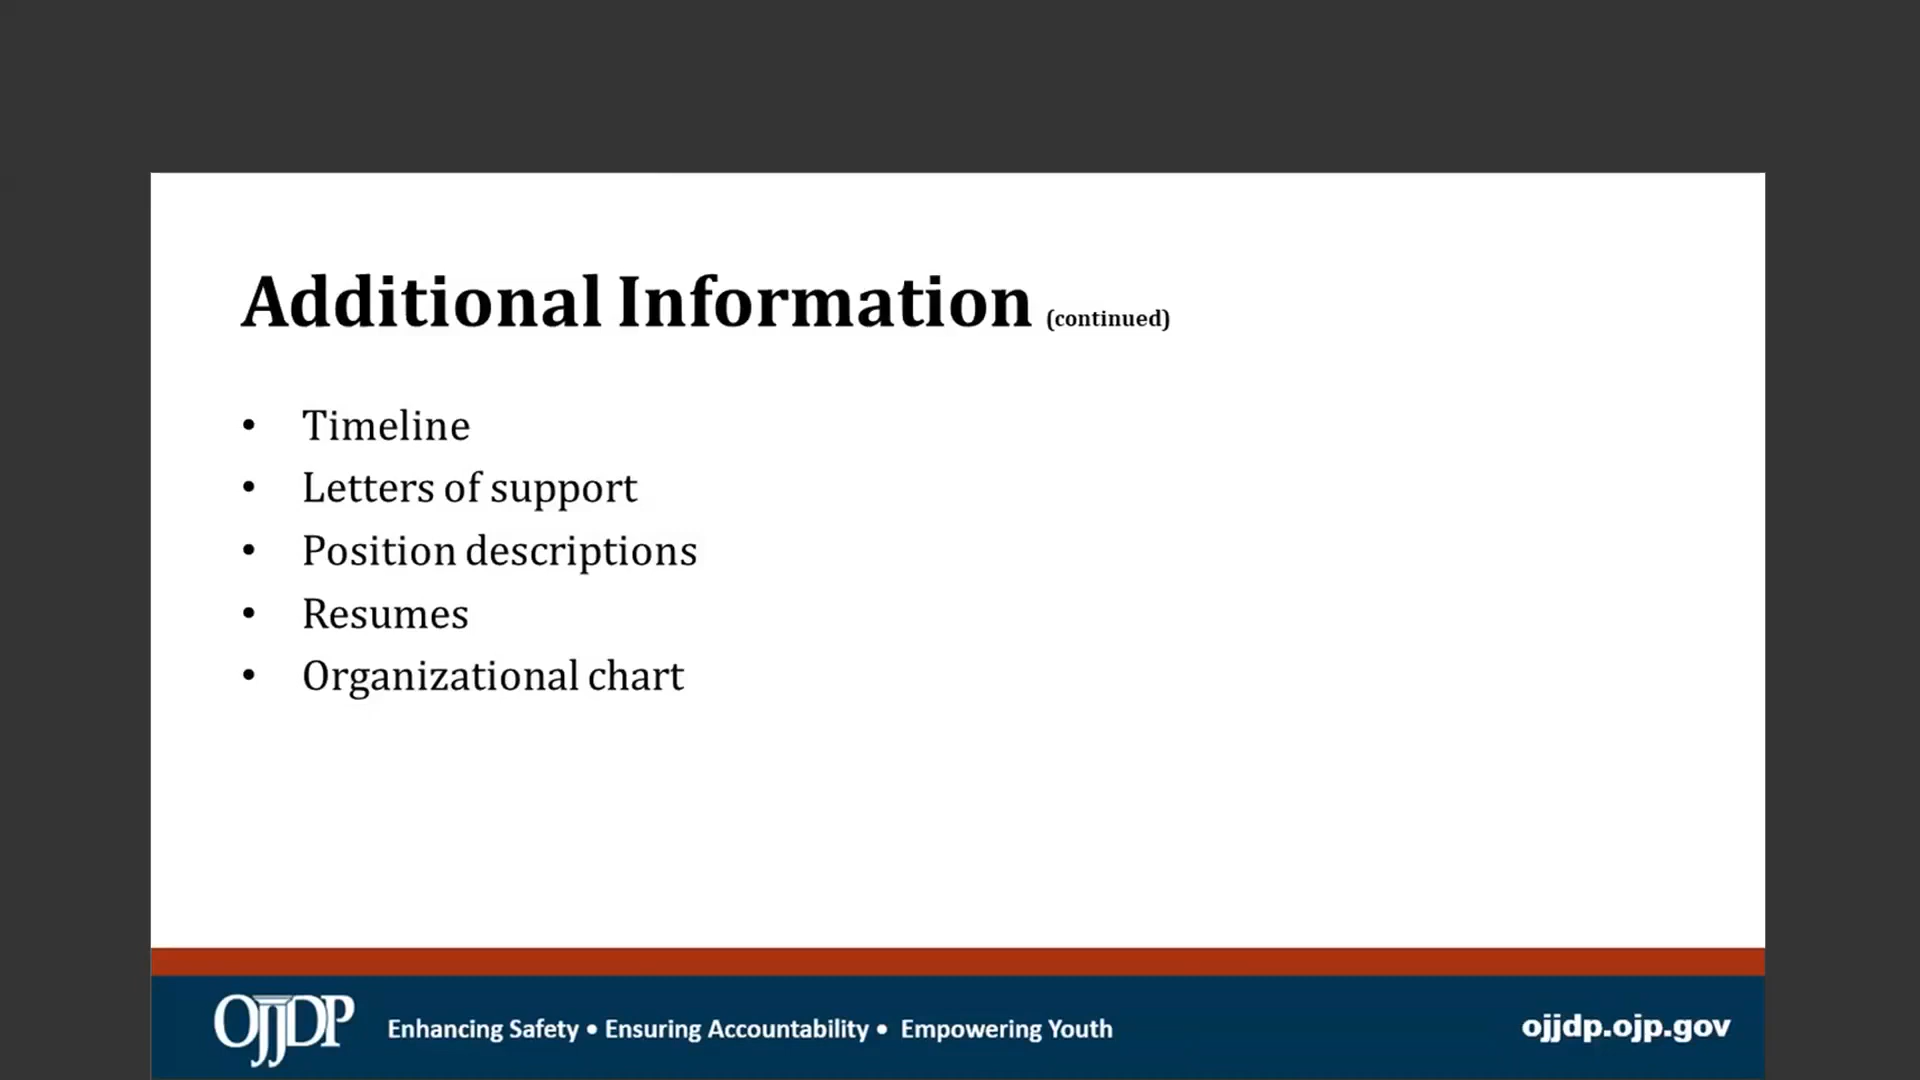 Additional Information (continued)
• Timeline
• Letters of support
• Position descriptions
• Resumes
• Organizational chart
OJJDP Enhancing Safety • Ensuring Accountability • Empowering Youth ojjdp.ojp.gov